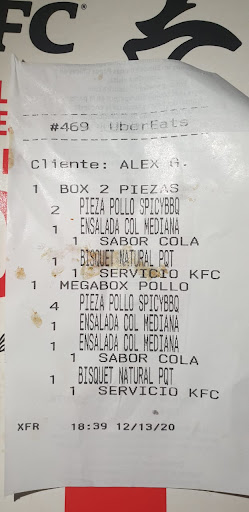 FC
#469 UberEats
Cliente: ALEX G.
1 BOX 2 PIEZAS
2 PIEZA POLLO SPICYBBQ
1 ENSALADA COL MEDIANA
1 SABOR COLA
1 BISQUET NATURAL PQT
1 SERVICIO KFC
1 MEGABOX POLLO
4 PIEZA POLLO SPICYBBQ
1 ENSALADA COL MEDIANA
1 ENSALADA COL MEDIANA
1 SABOR COLA
1 BISQUET NATURAL PQT
1 SERVICIO KFC
XFR 18:39 12/13/20